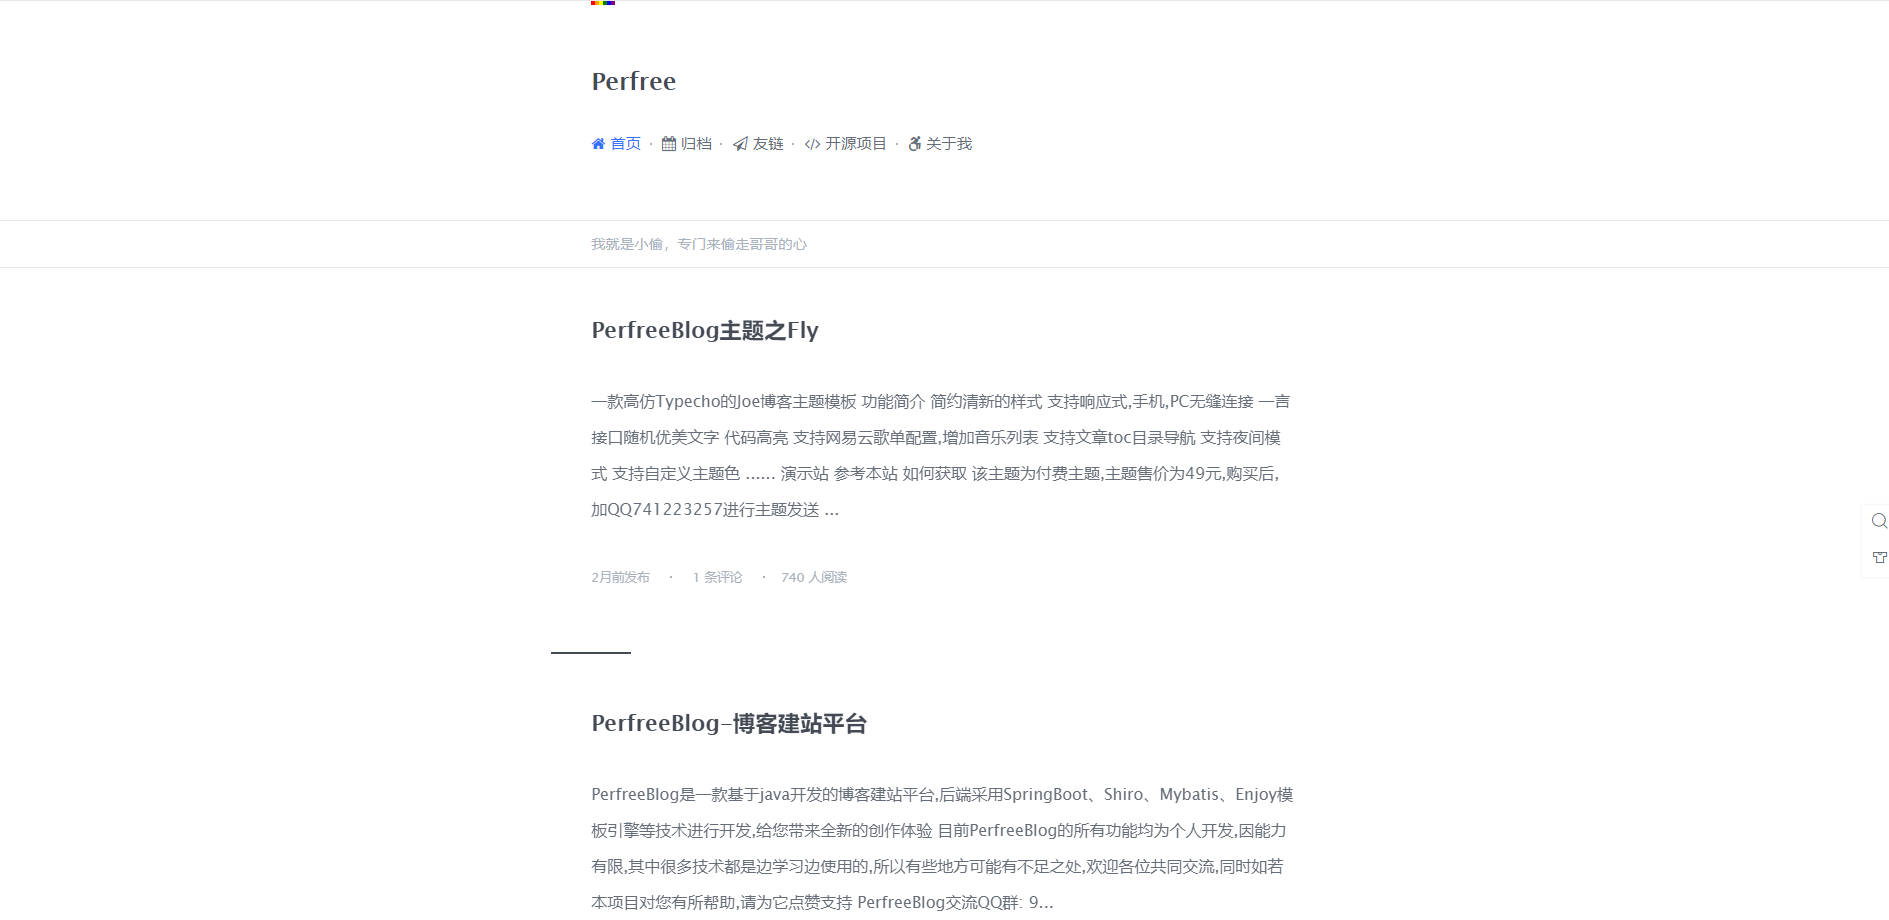 Perfree
首页 · 归档 · 友链 · 开源项目 · 关于我
我就是小偷，专门来偷走哥哥的心
PerfreeBlog主题之Fly
一款高仿Typecho的Joe博客主题模板 功能简介 简约清新的样式 支持响应式,手机,PC无缝连接 一言
接口随机优美文字 代码高亮 支持网易云歌单配置,增加音乐列表 支持文章toc目录导航 支持夜间模
式 支持自定义主题色 ...... 演示站 参考本站 如何获取 该主题为付费主题,主题售价为49元,购买后,
加QQ741223257进行主题发送 ...
2月前发布 · 1 条评论 · 740 人阅读
PerfreeBlog-博客建站平台
PerfreeBlog是一款基于java开发的博客建站平台,后端采用SpringBoot、Shiro、Mybatis、Enjoy模
板引擎等技术进行开发,给您带来全新的创作体验 目前PerfreeBlog的所有功能均为个人开发,因能力
有限,其中很多技术都是边学习边使用的,所以有些地方可能有不足之处,欢迎各位共同交流,同时如若
本项目对您有所帮助,请为它点赞支持 PerfreeBlog交流QQ群: 9...